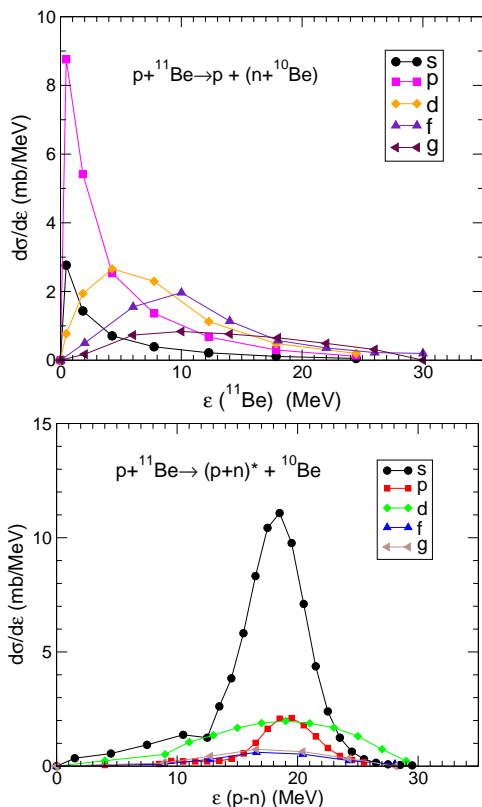 10
p+¹¹Be→p + (n+¹⁰Be)
s
p
d
f
g
8
6
4
2
0
dσ/dε (mb/MeV)
0 10 20 30
ε (¹¹Be) (MeV)
15
p+¹¹Be→ (p+n)* + ¹⁰Be
s
p
d
f
g
10
5
0
dσ/dε (mb/MeV)
0 10 20 30
ε (p-n) (MeV)